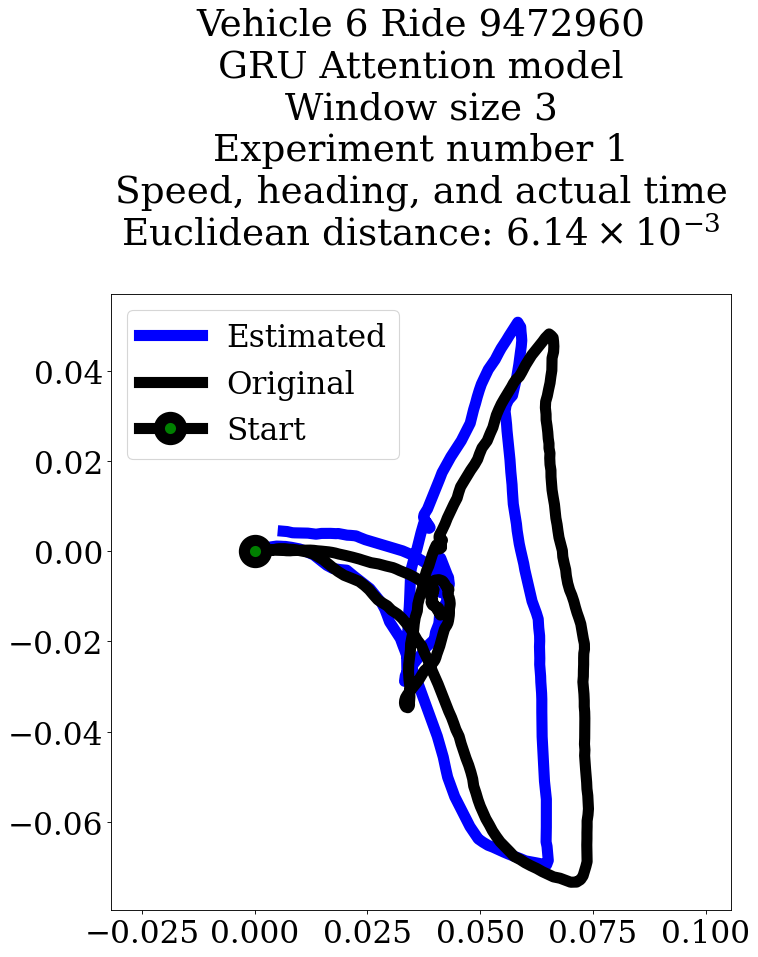 Vehicle 6 Ride 9472960
GRU Attention model
Window size 3
Experiment number 1
Speed, heading, and actual time
Euclidean distance: 6.14 × 10⁻³
Estimated
Original
Start
0.04
0.02
0.00
−0.02
−0.04
−0.06
−0.025 0.000 0.025 0.050 0.075 0.100